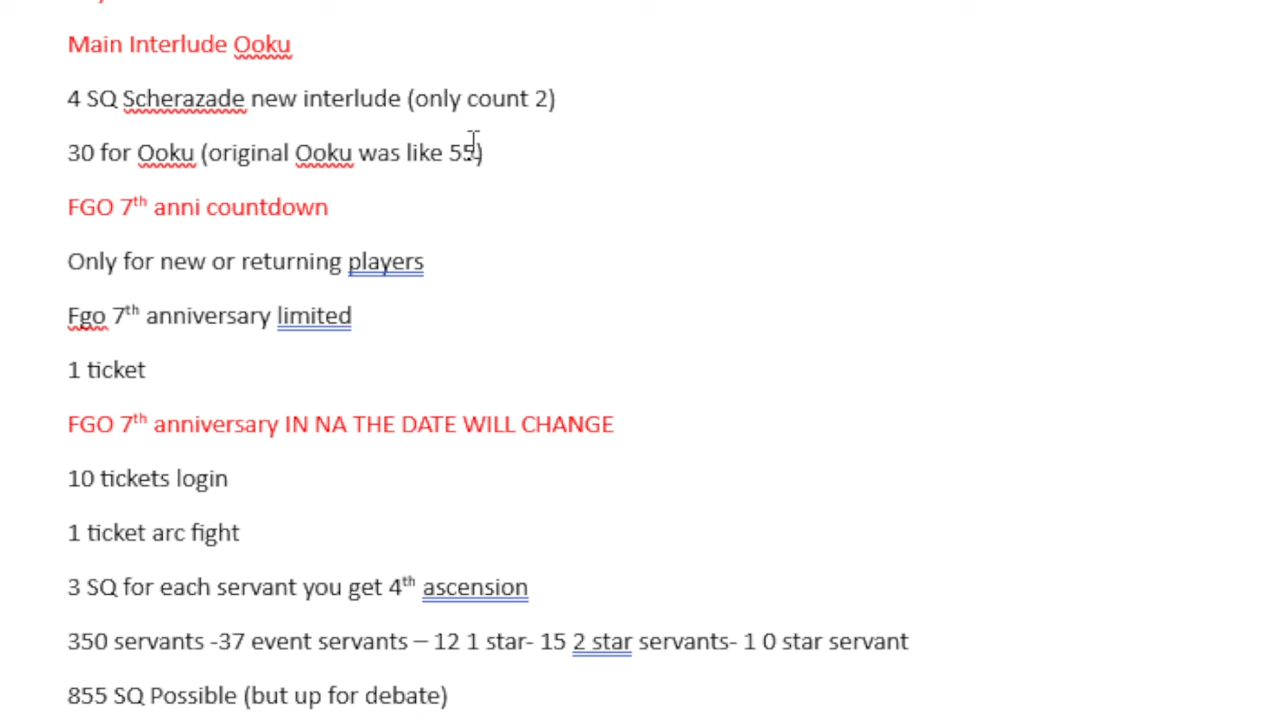 Main Interlude Ooku
4 SQ Scherazade new interlude (only count 2)
30 for Ooku (original Ooku was like 55)
FGO 7th anni countdown
Only for new or returning players
Fgo 7th anniversary limited
1 ticket
FGO 7th anniversary IN NA THE DATE WILL CHANGE
10 tickets login
1 ticket arc fight
3 SQ for each servant you get 4th ascension
350 servants -37 event servants – 12 1 star- 15 2 star servants- 1 0 star servant
855 SQ Possible (but up for debate)